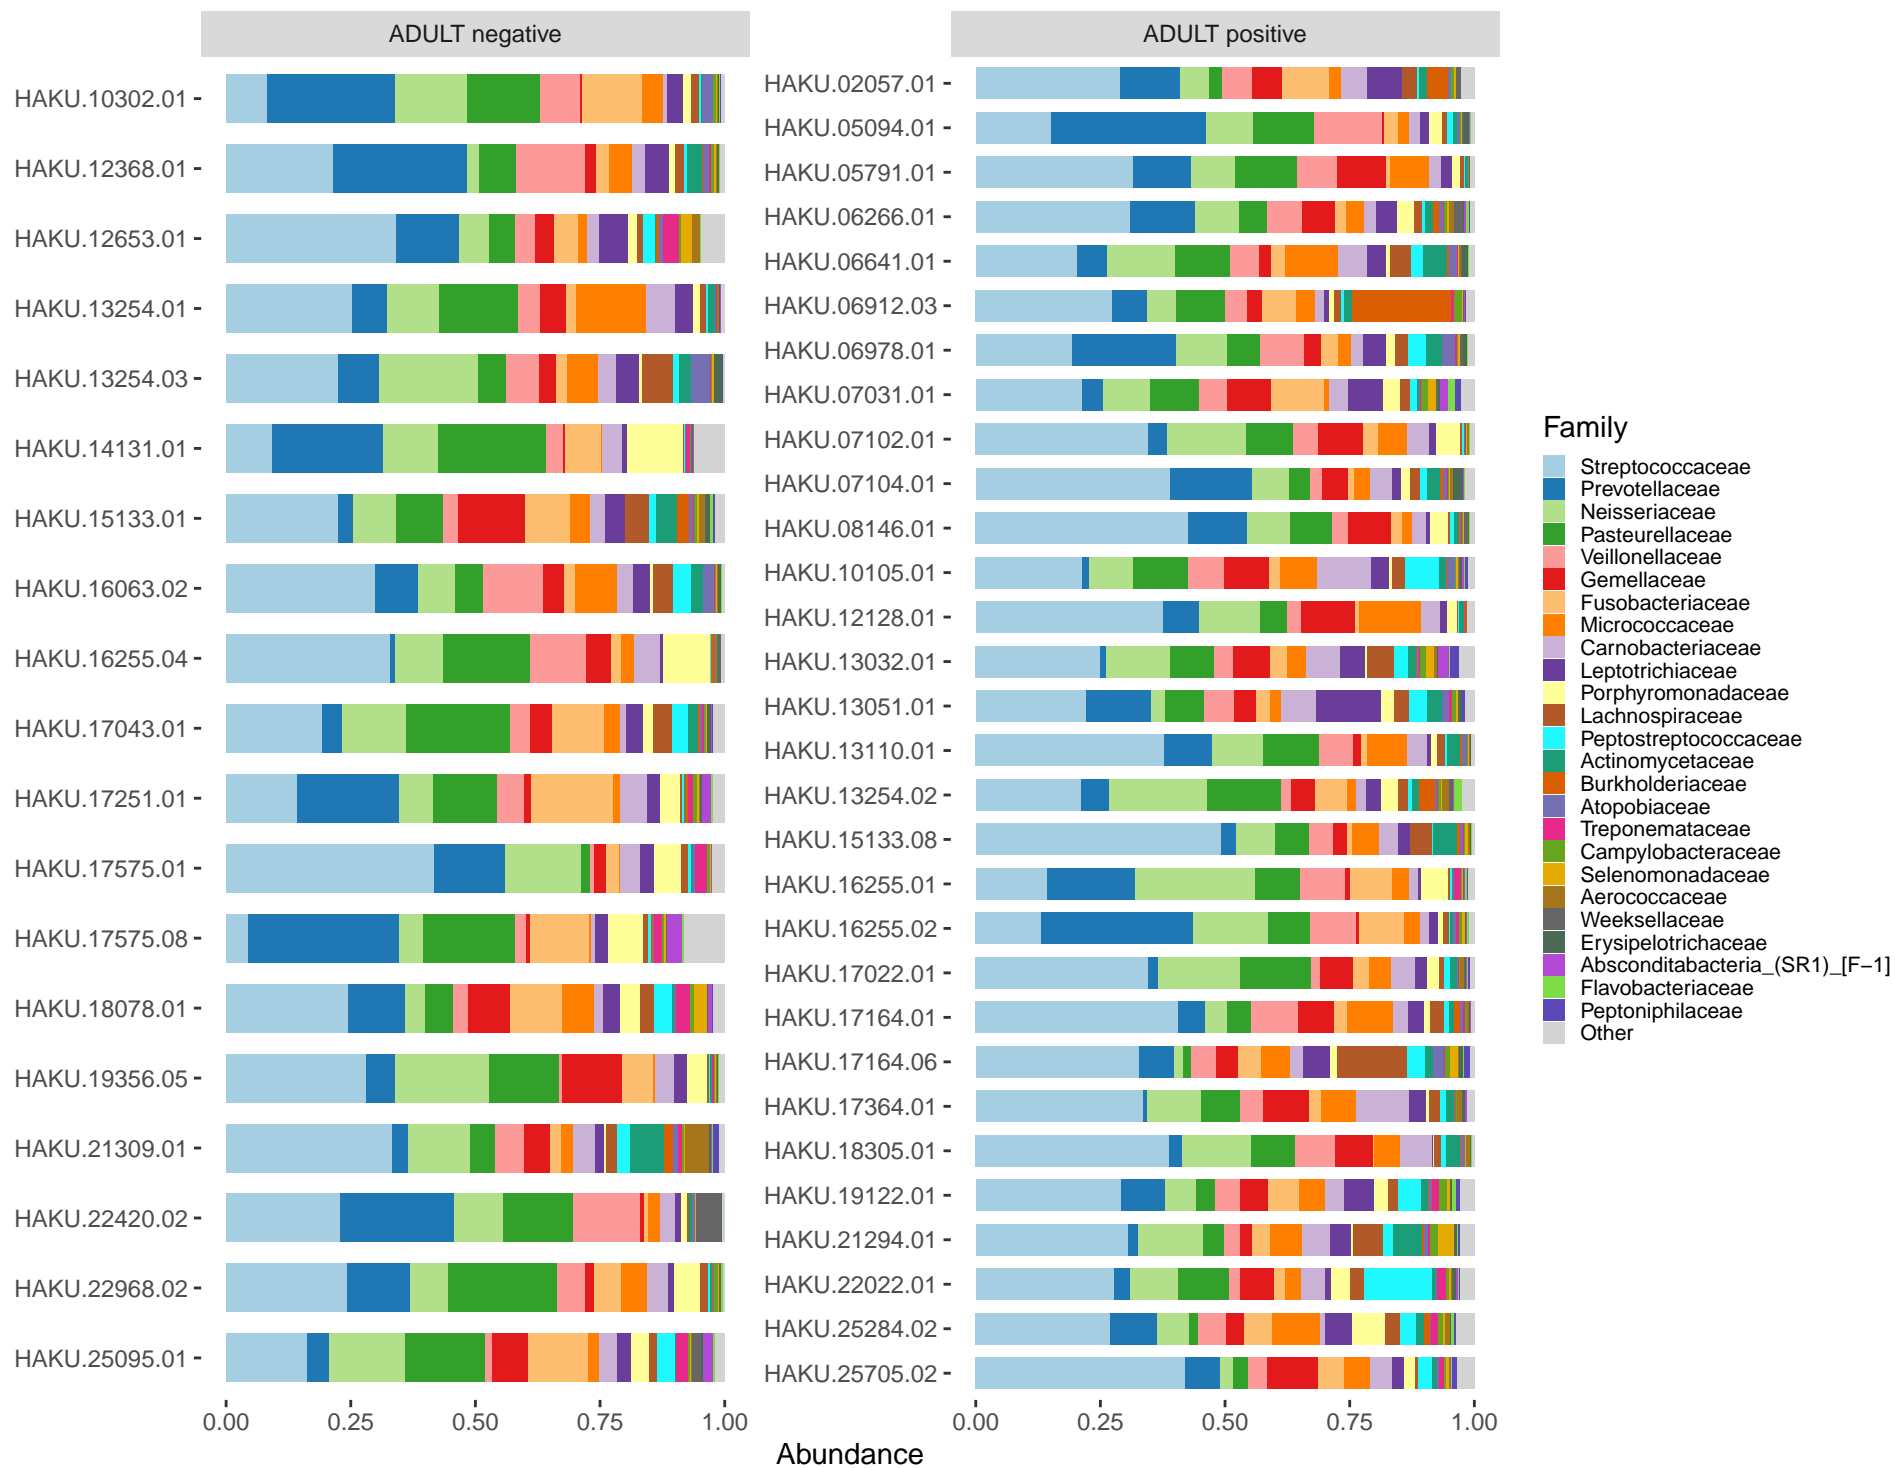 ADULT negative
HAKU.10302.01
HAKU.12368.01
HAKU.12653.01
HAKU.13254.01
HAKU.13254.03
HAKU.14131.01
HAKU.15133.01
HAKU.16063.02
HAKU.16255.04
HAKU.17043.01
HAKU.17251.01
HAKU.17575.01
HAKU.17575.08
HAKU.18078.01
HAKU.19356.05
HAKU.21309.01
HAKU.22420.02
HAKU.22968.02
HAKU.25095.01
0.00 0.25 0.50 0.75 1.00
ADULT positive
HAKU.02057.01
HAKU.05094.01
HAKU.05791.01
HAKU.06266.01
HAKU.06641.01
HAKU.06912.03
HAKU.06978.01
HAKU.07031.01
HAKU.07102.01
HAKU.07104.01
HAKU.08146.01
HAKU.10105.01
HAKU.12128.01
HAKU.13032.01
HAKU.13051.01
HAKU.13110.01
HAKU.13254.02
HAKU.15133.08
HAKU.16255.01
HAKU.16255.02
HAKU.17022.01
HAKU.17164.01
HAKU.17164.06
HAKU.17364.01
HAKU.18305.01
HAKU.19122.01
HAKU.21294.01
HAKU.22022.01
HAKU.25284.02
HAKU.25705.02
0.00 0.25 0.50 0.75 1.00
Abundance
Family
Streptococcaceae
Prevotellaceae
Neisseriaceae
Pasteurellaceae
Veillonellaceae
Gemellaceae
Fusobacteriaceae
Micrococcaceae
Carnobacteriaceae
Leptotrichiaceae
Porphyromonadaceae
Lachnospiraceae
Peptostreptococcaceae
Actinomycetaceae
Burkholderiaceae
Atopobiaceae
Treponemataceae
Campylobacteraceae
Selenomonadaceae
Aerococcaceae
Weeksellaceae
Erysipelotrichaceae
Absconditabacteria_(SR1)_[F−1]
Flavobacteriaceae
Peptoniphilaceae
Other